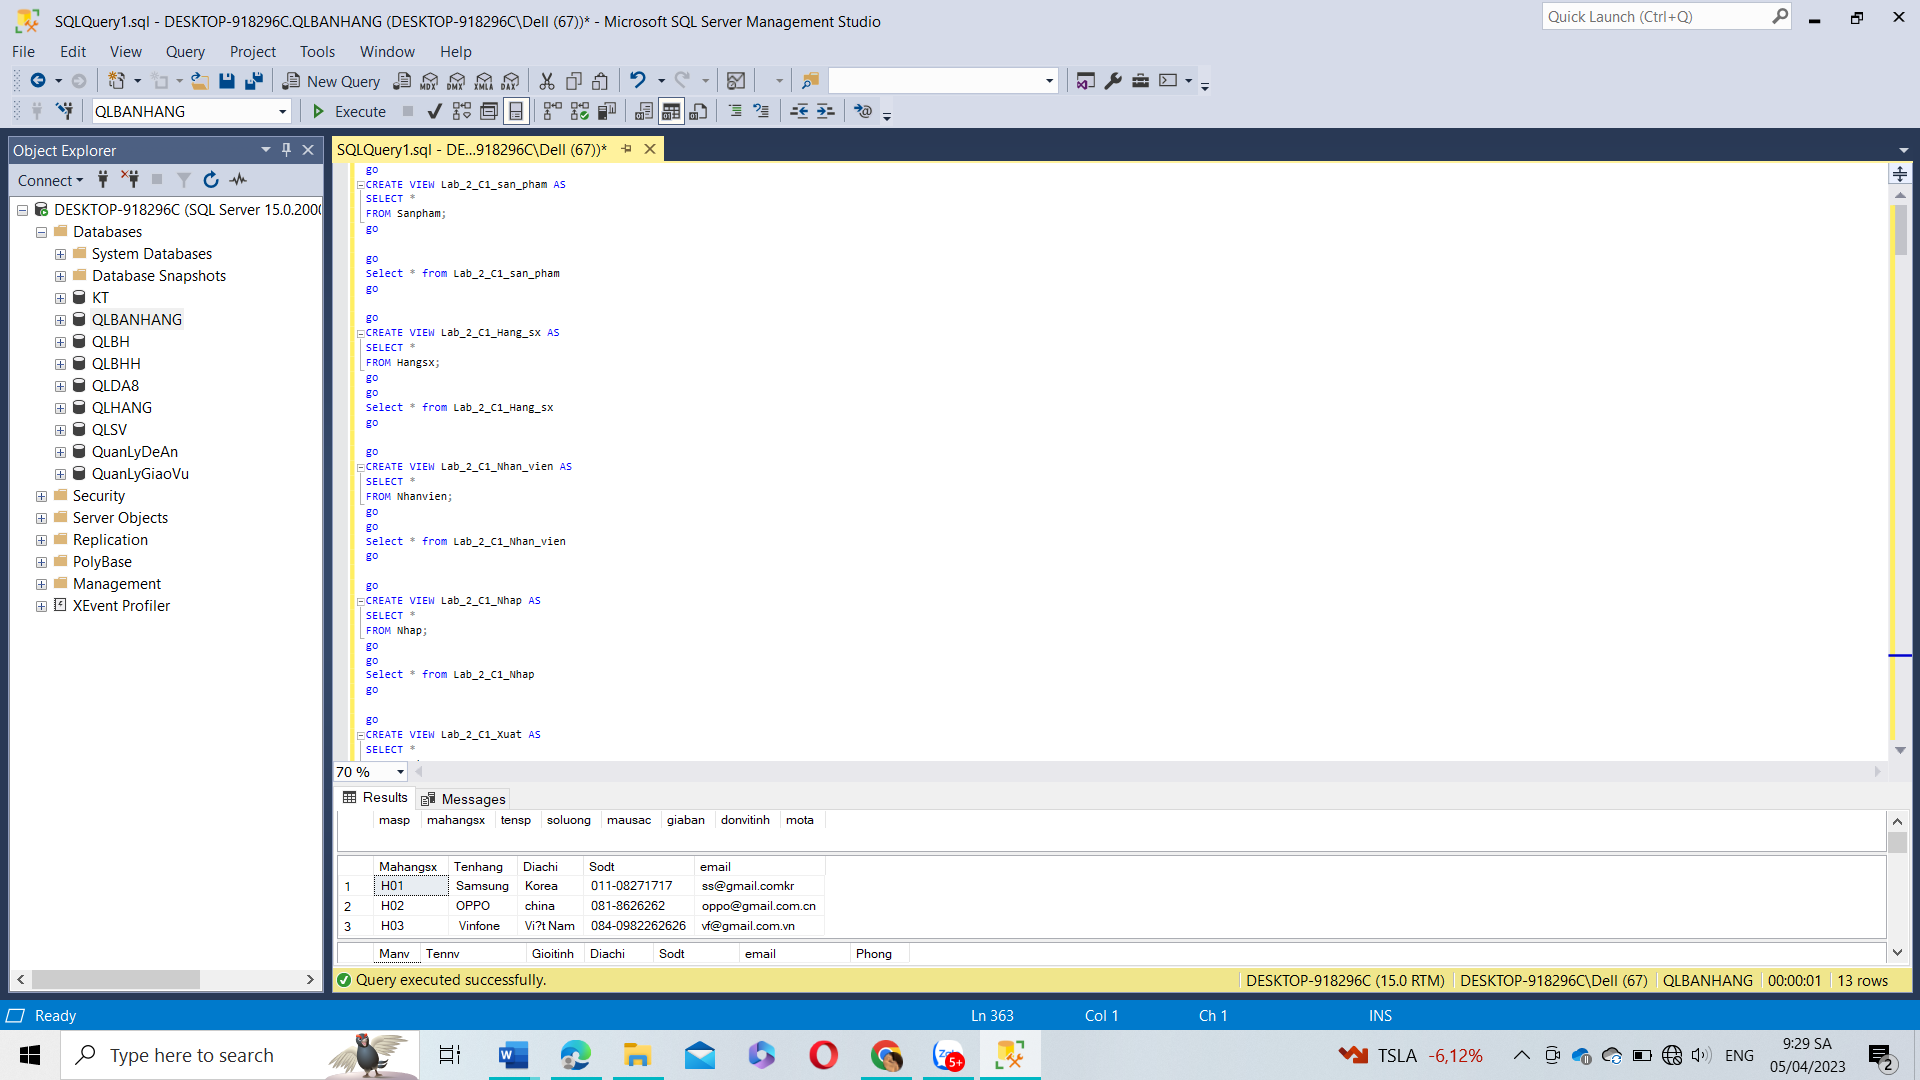 SQLQuery1.sql - DESKTOP-918296C.QLBANHANG (DESKTOP-918296C\Dell (67))* - Microsoft SQL Server Management Studio
Quick Launch (Ctrl+Q)
File Edit View Query Project Tools Window Help
New Query
QLBANHANG Execute
Object Explorer
Connect
DESKTOP-918296C (SQL Server 15.0.2000
Databases
System Databases
Database Snapshots
KT
QLBANHANG
QLBH
QLBHH
QLDA8
QLHANG
QLSV
QuanLyDeAn
QuanLyGiaoVu
Security
Server Objects
Replication
PolyBase
Management
XEvent Profiler
SQLQuery1.sql - DE...918296C\Dell (67))*
go
CREATE VIEW Lab_2_C1_san_pham AS
SELECT *
FROM Sanpham;
go
go
Select * from Lab_2_C1_san_pham
go
go
CREATE VIEW Lab_2_C1_Hang_sx AS
SELECT *
FROM Hangsx;
go
go
Select * from Lab_2_C1_Hang_sx
go
go
CREATE VIEW Lab_2_C1_Nhan_vien AS
SELECT *
FROM Nhanvien;
go
go
Select * from Lab_2_C1_Nhan_vien
go
go
CREATE VIEW Lab_2_C1_Nhap AS
SELECT *
FROM Nhap;
go
go
Select * from Lab_2_C1_Nhap
go
go
CREATE VIEW Lab_2_C1_Xuat AS
SELECT *
70 %
Results Messages
masp mahangsx tensp soluong mausac giaban donvitinh mota
Mahangsx Tenhang Diachi Sodt email
1 H01 Samsung Korea 011-08271717 ss@gmail.comkr
2 H02 OPPO china 081-8626262 oppo@gmail.com.cn
3 H03 Vinfone Vi?t Nam 084-0982262626 vf@gmail.com.vn
Manv Tennv Gioitinh Diachi Sodt email Phong
Query executed successfully. DESKTOP-918296C (15.0 RTM) DESKTOP-918296C\Dell (67) QLBANHANG 00:00:01 13 rows
Ready Ln 363 Col 1 Ch 1 INS
Type here to search
5+
TSLA -6,12% ENG
9:29 SA
05/04/2023
2